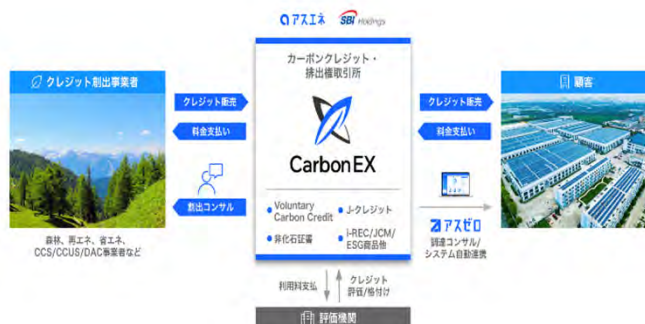 アスエネ SBI Holdings
クレジット創出事業者
カーボンクレジット・
排出権取引所
顧客
クレジット販売
料金支払い
創出コンサル
CarbonEX
Voluntary
Carbon Credit
J-クレジット
非化石証書
i-REC/JCM/
ESG商品他
クレジット販売
料金支払い
アスゼロ
調達コンサル/
システム自動連携
森林、再エネ、省エネ、
CCS/CCUS/DAC事業者など
利用料支払
クレジット
評価/格付け
評価機関